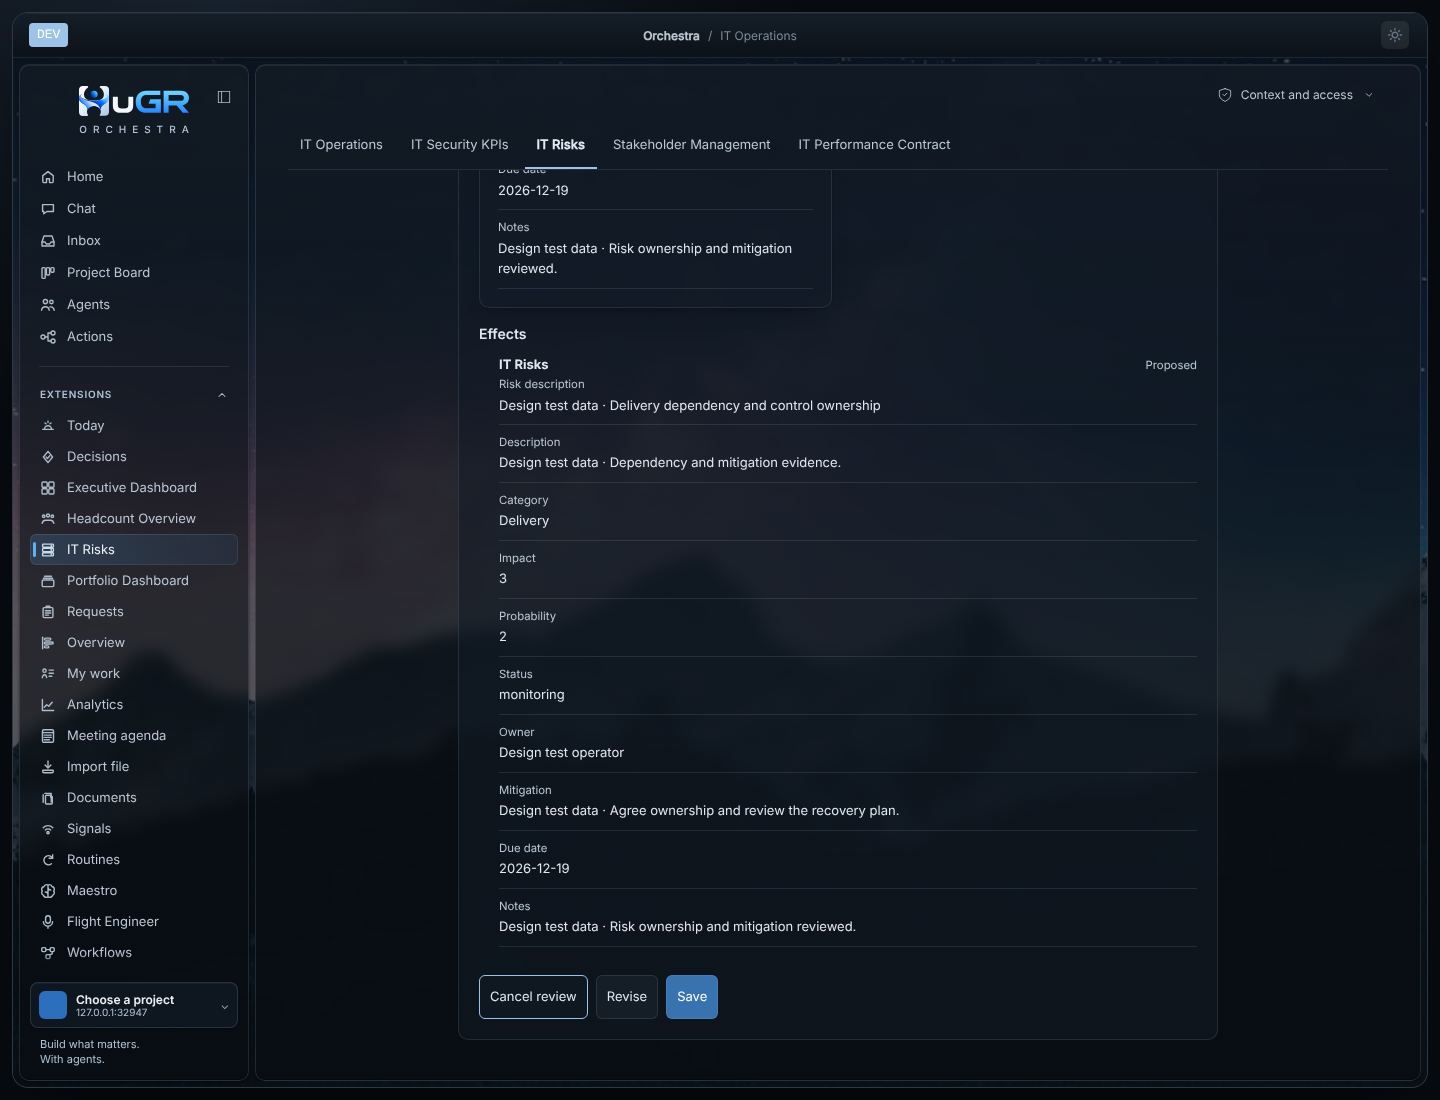 DEV
Orchestra / IT Operations
HuGR
ORCHESTRA
Context and access
IT Operations
IT Security KPIs
IT Risks
Stakeholder Management
IT Performance Contract
Home
Chat
Inbox
Project Board
Agents
Actions
EXTENSIONS
Today
Decisions
Executive Dashboard
Headcount Overview
IT Risks
Portfolio Dashboard
Requests
Overview
My work
Analytics
Meeting agenda
Import file
Documents
Signals
Routines
Maestro
Flight Engineer
Workflows
Choose a project
127.0.0.1:32947
Build what matters.
With agents.
Due date
2026-12-19
Notes
Design test data · Risk ownership and mitigation
reviewed.
Effects
IT Risks
Proposed
Risk description
Design test data · Delivery dependency and control ownership
Description
Design test data · Dependency and mitigation evidence.
Category
Delivery
Impact
3
Probability
2
Status
monitoring
Owner
Design test operator
Mitigation
Design test data · Agree ownership and review the recovery plan.
Due date
2026-12-19
Notes
Design test data · Risk ownership and mitigation reviewed.
Cancel review
Revise
Save